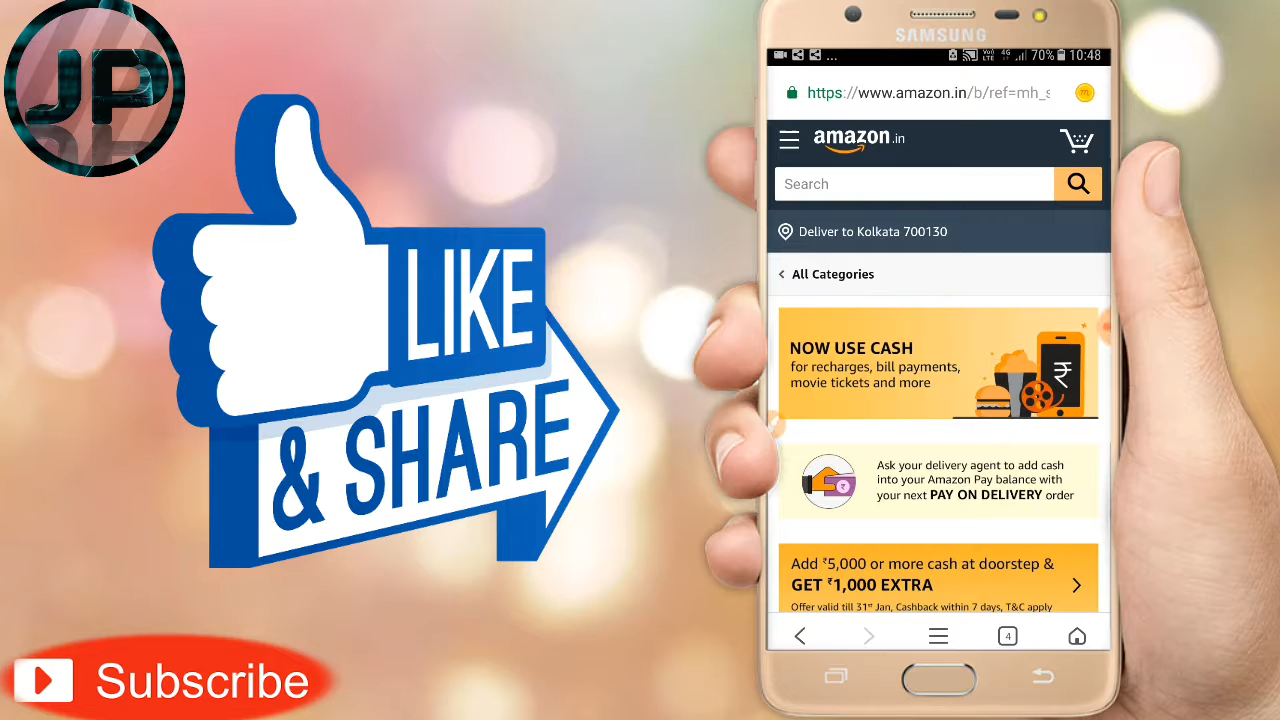 JP
LIKE
& SHARE
Subscribe
SAMSUNG
... VoLTE 4G 70% 10:48
https://www.amazon.in/b/ref=mh_s
amazon.in
Search
Deliver to Kolkata 700130
< All Categories
NOW USE CASH
for recharges, bill payments,
movie tickets and more
₹
Ask your delivery agent to add cash
into your Amazon Pay balance with
your next PAY ON DELIVERY order
Add ₹5,000 or more cash at doorstep &
GET ₹1,000 EXTRA
Offer valid till 31st Jan, Cashback within 7 days, T&C apply
4